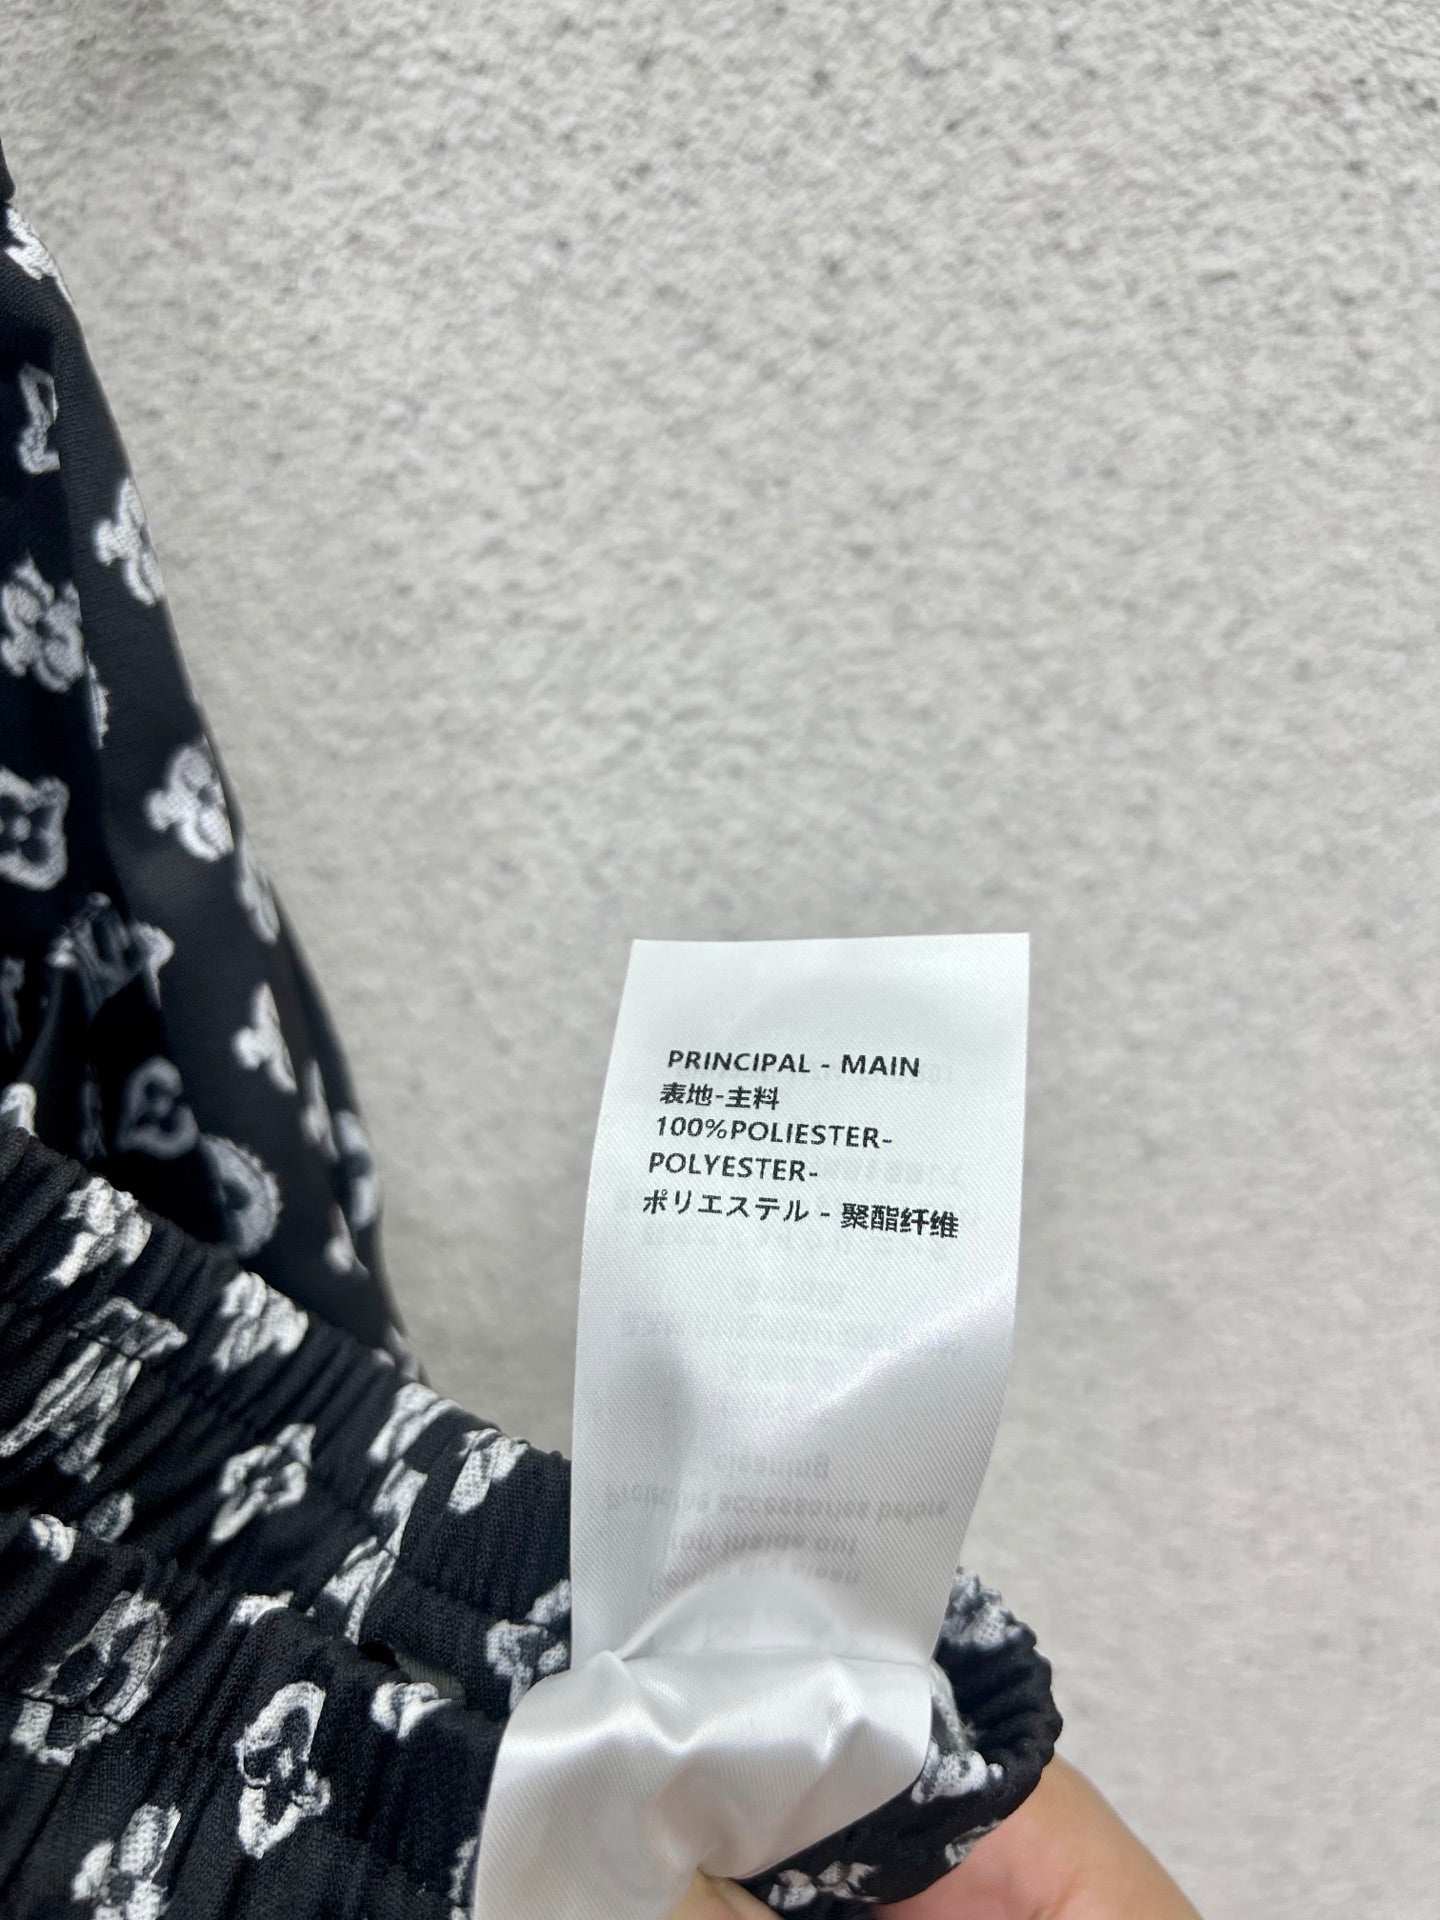 PRINCIPAL - MAIN
表地-主料
100%POLIESTER-
POLYESTER-
ポリエステル - 聚酯纤维